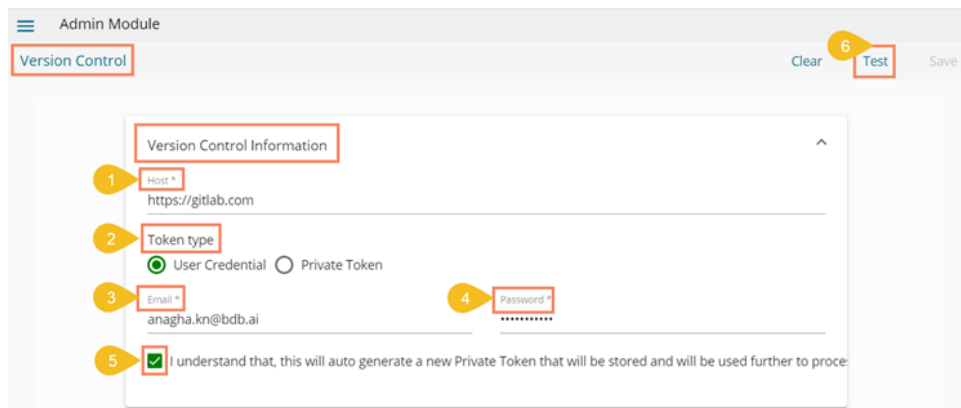 Admin Module
Version Control
Clear
6
Test
Save
Version Control Information
1
Host *
https://gitlab.com
2
Token type
User Credential
Private Token
3
Email *
4
Password *
anagha.kn@bdb.ai
•••••••••••
5
I understand that, this will auto generate a new Private Token that will be stored and will be used further to proce